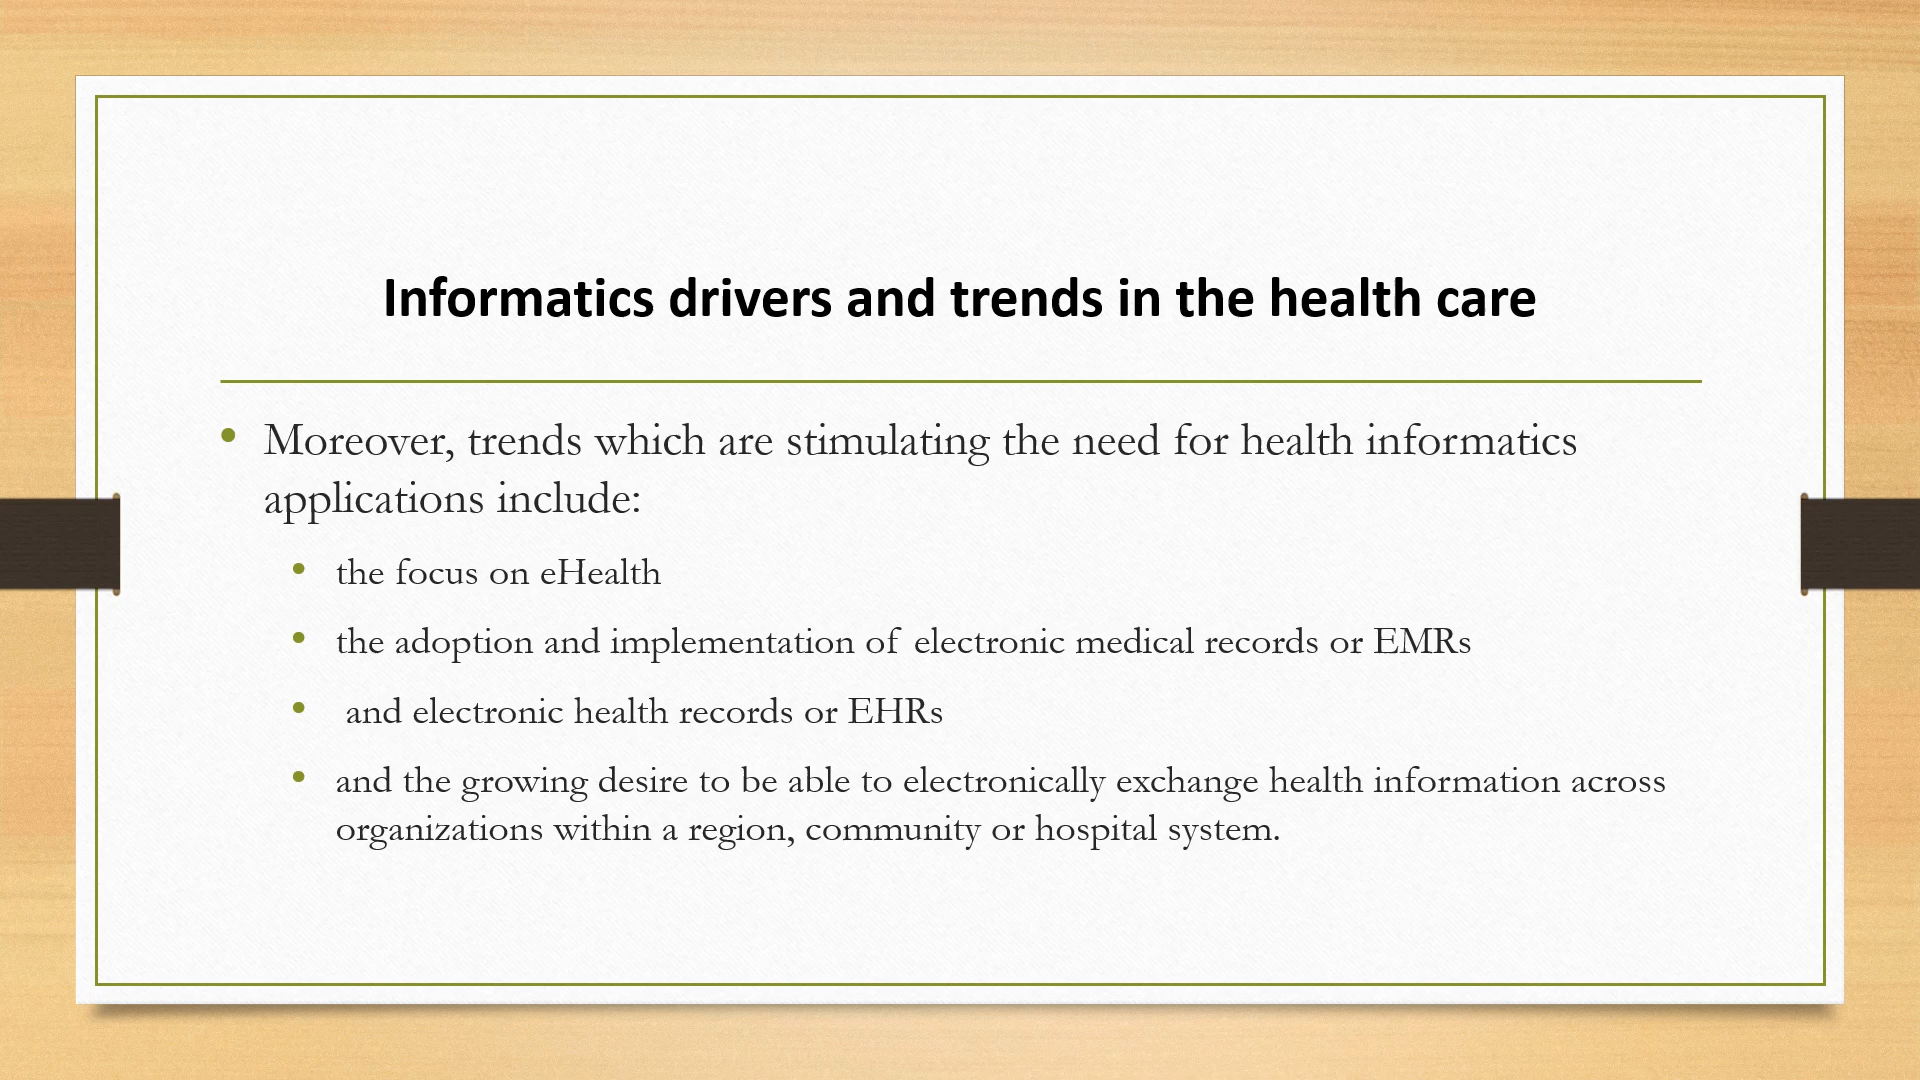 Informatics drivers and trends in the health care
• Moreover, trends which are stimulating the need for health informatics
applications include:
• the focus on eHealth
• the adoption and implementation of electronic medical records or EMRs
• and electronic health records or EHRs
• and the growing desire to be able to electronically exchange health information across
organizations within a region, community or hospital system.